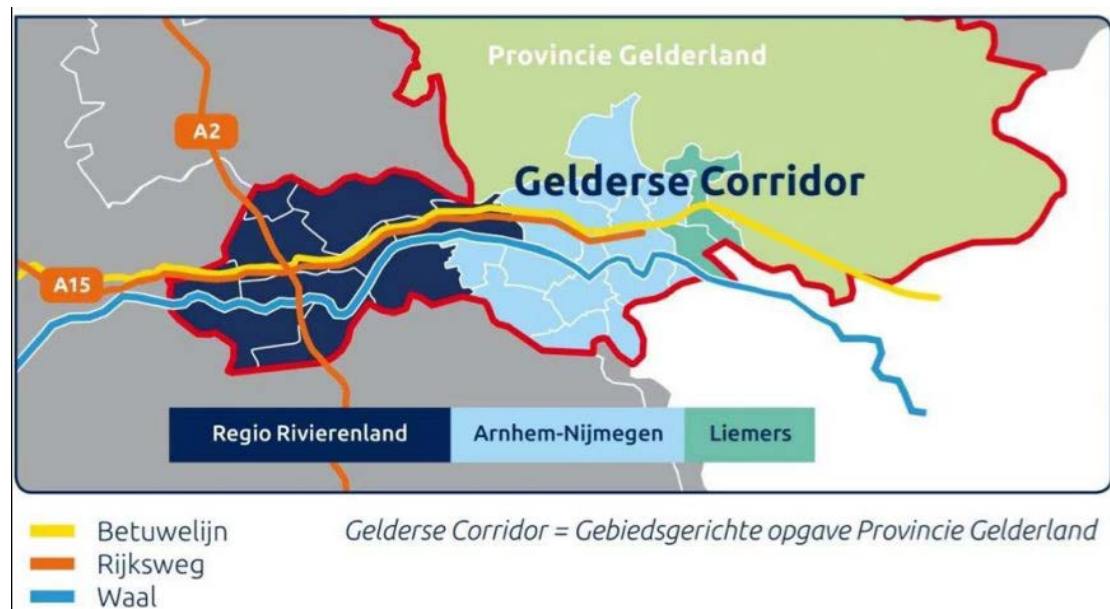 Provincie Gelderland
A2
Gelderse Corridor
A15
Regio Rivierenland
Arnhem-Nijmegen
Liemers
Betuwelijn
Gelderse Corridor = Gebiedsgerichte opgave Provincie Gelderland
Rijksweg
Waal